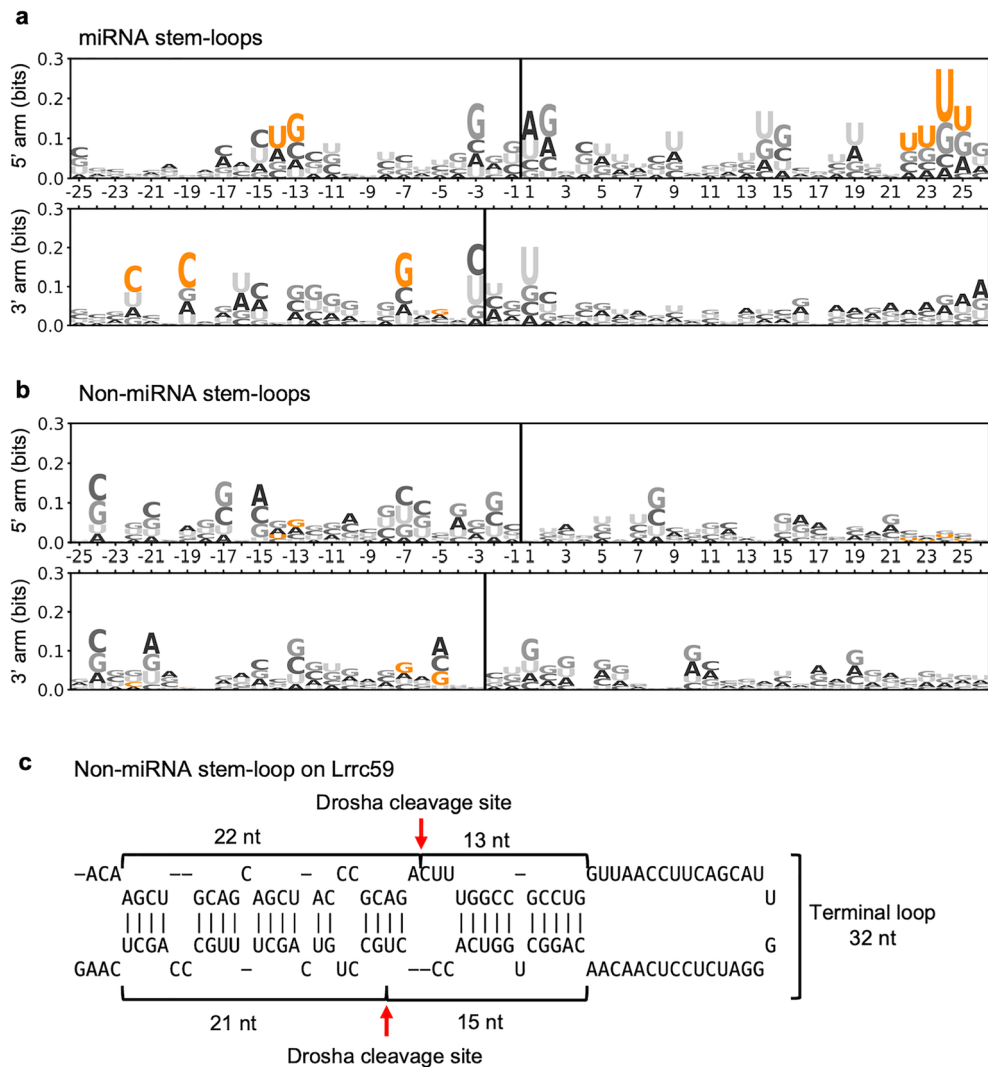 a
miRNA stem-loops
5' arm (bits)
0.3
0.2
0.1
0.0
-25 -23 -21 -19 -17 -15 -13 -11 -9 -7 -5 -3 -1 1 3 5 7 9 11 13 15 17 19 21 23 25
3' arm (bits)
0.3
0.2
0.1
0.0
b
Non-miRNA stem-loops
5' arm (bits)
0.3
0.2
0.1
0.0
-25 -23 -21 -19 -17 -15 -13 -11 -9 -7 -5 -3 -1 1 3 5 7 9 11 13 15 17 19 21 23 25
3' arm (bits)
0.3
0.2
0.1
0.0
c
Non-miRNA stem-loop on Lrrc59
Drosha cleavage site
22 nt 13 nt
–ACA –– C – CC ACUU – GUUAACCUUCAGCAU
AGCU GCAG AGCU AC GCAG UGGCC GCCUG U
|||| |||| |||| || |||| ||||| |||||
UCGA CGUU UCGA UG CGUC ACUGG CGGAC G
GAAC CC – C UC ––CC U AACAACUCCUCUAGG
Terminal loop
32 nt
21 nt 15 nt
Drosha cleavage site